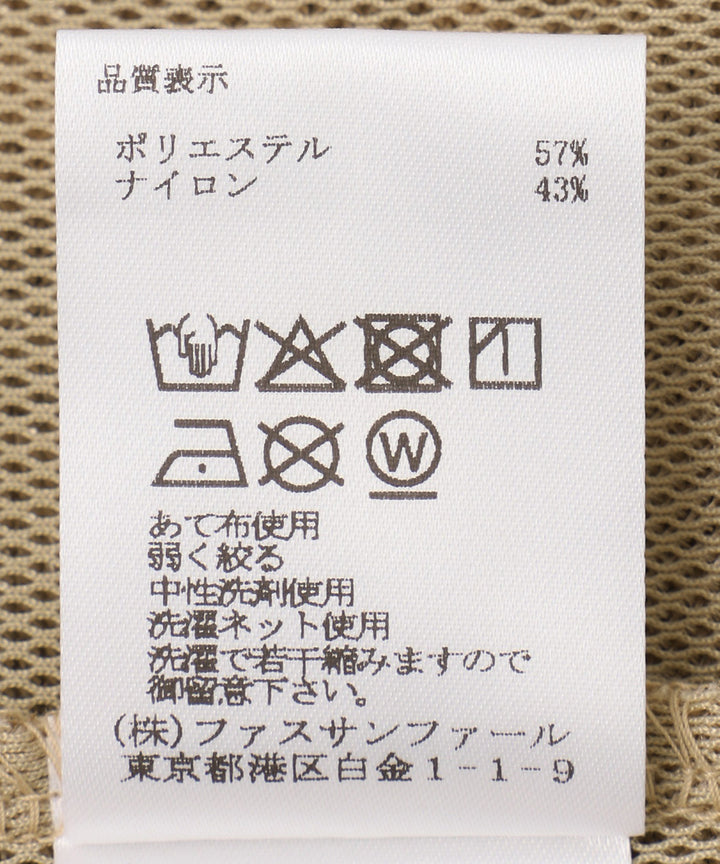 品質表示
ポリエステル 57%
ナイロン 43%
W
あて布使用
弱く絞る
中性洗剤使用
洗濯ネット使用
洗濯で若干縮みますので
御留意下さい。
(株)ファスサンファール
東京都港区白金1-1-9